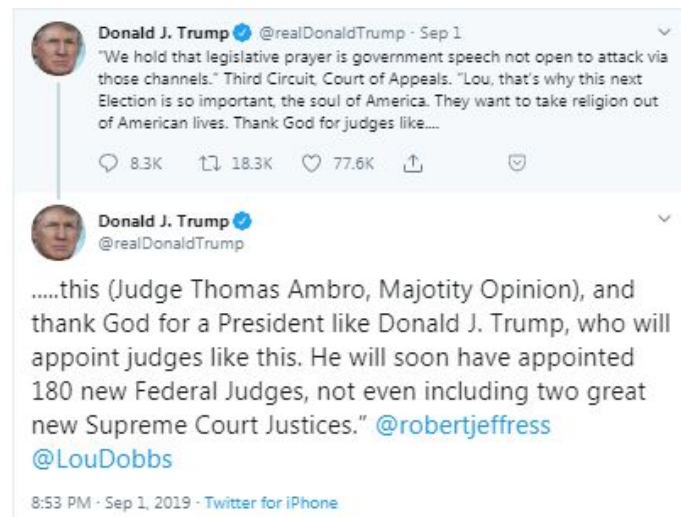 Donald J. Trump @realDonaldTrump · Sep 1
"We hold that legislative prayer is government speech not open to attack via
those channels." Third Circuit, Court of Appeals. "Lou, that's why this next
Election is so important, the soul of America. They want to take religion out
of American lives. Thank God for judges like....
8.3K 18.3K 77.6K
Donald J. Trump
@realDonaldTrump
.....this (Judge Thomas Ambro, Majotity Opinion), and
thank God for a President like Donald J. Trump, who will
appoint judges like this. He will soon have appointed
180 new Federal Judges, not even including two great
new Supreme Court Justices." @robertjeffress
@LouDobbs
8:53 PM · Sep 1, 2019 · Twitter for iPhone